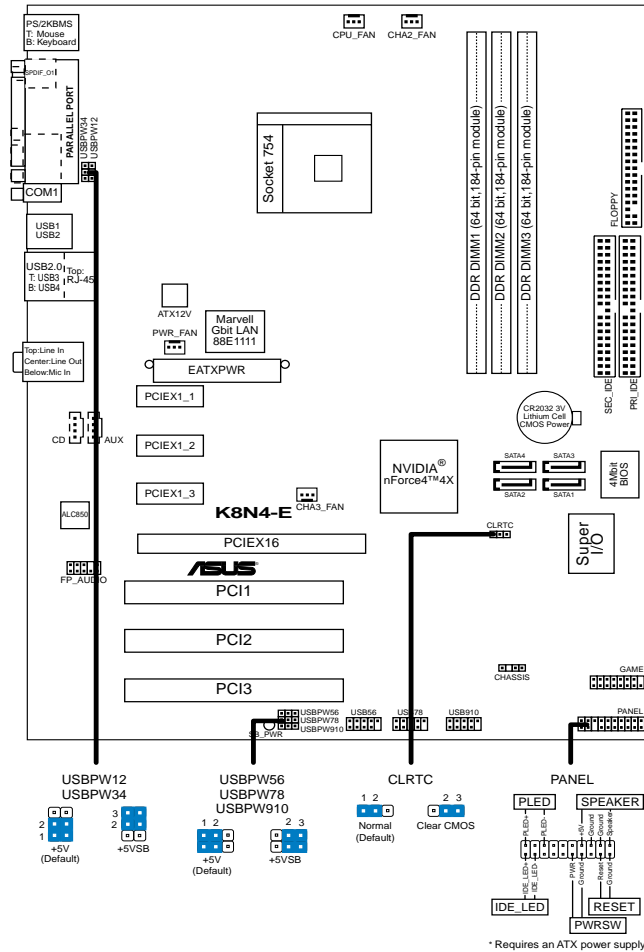 PS/2KBMS
T: Mouse
B: Keyboard
CPU_FAN
CHA2_FAN
SPDIF_O1
PARALLEL PORT
USBPW34
USBPW12
COM1
Socket 754
DDR DIMM1 (64 bit,184-pin module)
DDR DIMM2 (64 bit,184-pin module)
DDR DIMM3 (64 bit,184-pin module)
FLOPPY
USB1
USB2
USB2.0
T: USB3
B: USB4
Top:
RJ-45
ATX12V
PWR_FAN
Marvell
Gbit LAN
88E1111
Top:Line In
Center:Line Out
Below:Mic In
EATXPWR
SEC_IDE
PRI_IDE
PCIEX1_1
CR2032 3V
Lithium Cell
CMOS Power
CD
AUX
PCIEX1_2
NVIDIA®
nForce4™4X
SATA4
SATA3
SATA2
SATA1
4Mbit
BIOS
PCIEX1_3
CHA3_FAN
ALC850
K8N4-E
CLRTC
Super
I/O
PCIEX16
FP_AUDIO
ASUS
PCI1
PCI2
PCI3
CHASSIS
GAME
USBPW56
USBPW78
USBPW910
SB_PWR
USB56
USB78
USB910
PANEL
USBPW12
USBPW34
2
1
+5V
(Default)
3
2
+5VSB
USBPW56
USBPW78
USBPW910
1 2
+5V
(Default)
2 3
+5VSB
CLRTC
1 2
Normal
(Default)
2 3
Clear CMOS
PANEL
PLED
SPEAKER
PLED+
PLED-
+5V
Ground
Ground
Speaker
IDE_LED+
IDE_LED-
PWR
Ground
Reset
Ground
IDE_LED
RESET
PWRSW
* Requires an ATX power supply